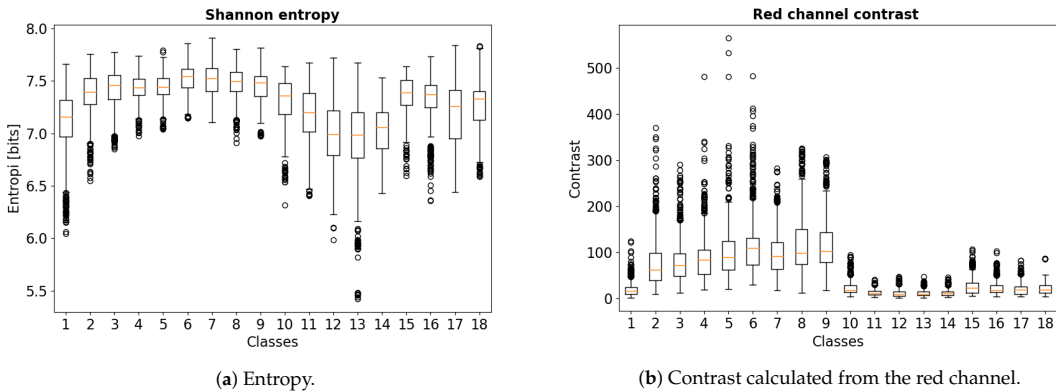 Shannon entropy
8.0
7.5
7.0
6.5
6.0
5.5
Entropi [bits]
1 2 3 4 5 6 7 8 9 10 11 12 13 14 15 16 17 18
Classes
(a) Entropy.
Red channel contrast
500
400
300
200
100
0
Contrast
1 2 3 4 5 6 7 8 9 10 11 12 13 14 15 16 17 18
Classes
(b) Contrast calculated from the red channel.